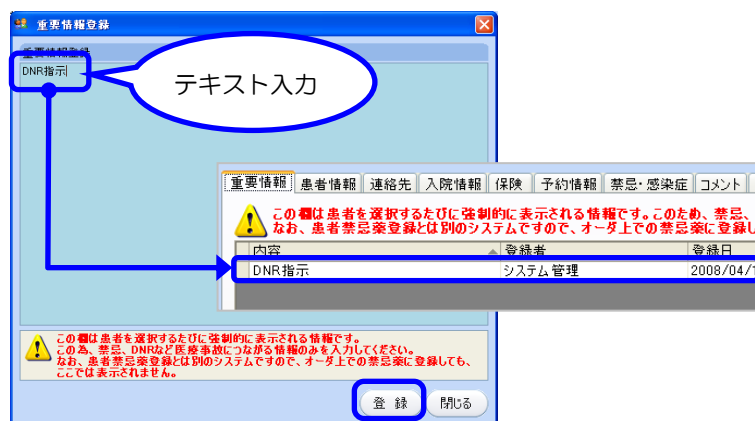 重要情報登録
重要情報登録
DNR指示
テキスト入力
重要情報 患者情報 連絡先 入院情報 保険 予約情報 禁忌・感染症 コメント
この欄は患者を選択するたびに強制的に表示される情報です。このため、禁忌、
なお、患者禁忌薬登録とは別のシステムですので、オーダ上での禁忌薬に登録し
内容 登録者 登録日
DNR指示 システム管理 2008/04/1
この欄は患者を選択するたびに強制的に表示される情報です。
この為、禁忌、DNRなど医療事故につながる情報のみを入力してください。
なお、患者禁忌薬登録とは別のシステムですので、オーダ上での禁忌薬に登録しても、
ここでは表示されません。
登 録 閉じる